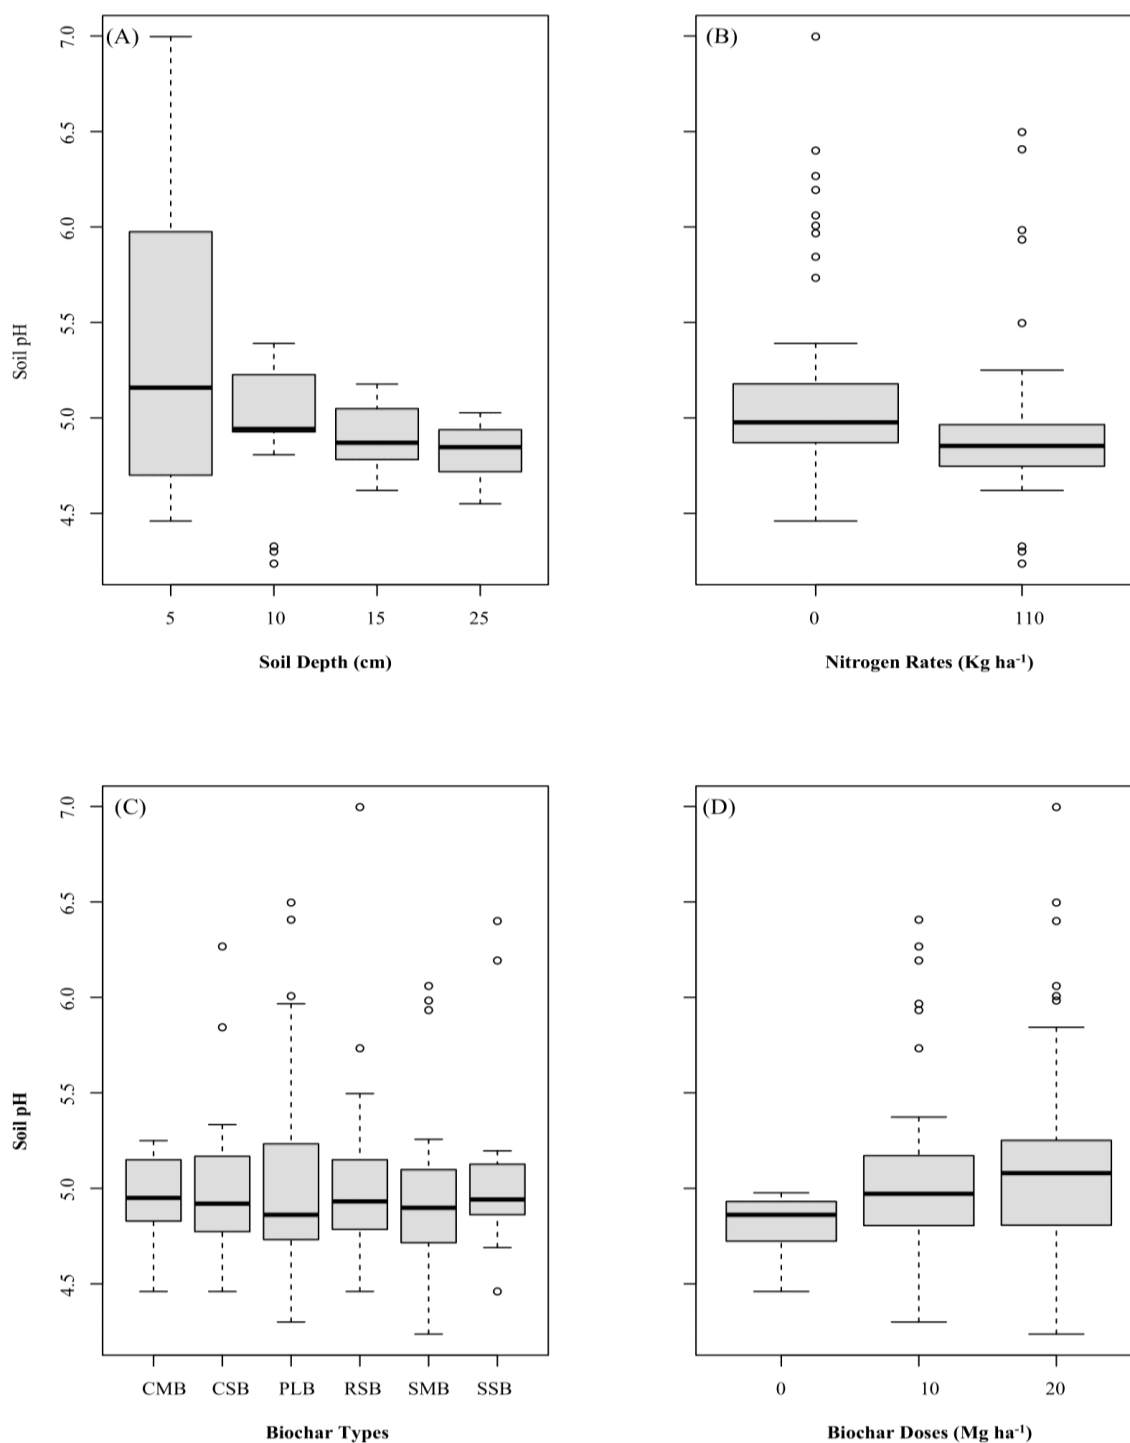 (A)
7.0
6.5
6.0
5.5
5.0
4.5
Soil pH
5 10 15 25
Soil Depth (cm)
(B)
0 110
Nitrogen Rates (Kg ha⁻¹)
(C)
7.0
6.5
6.0
5.5
5.0
4.5
Soil pH
CMB CSB PLB RSB SMB SSB
Biochar Types
(D)
0 10 20
Biochar Doses (Mg ha⁻¹)